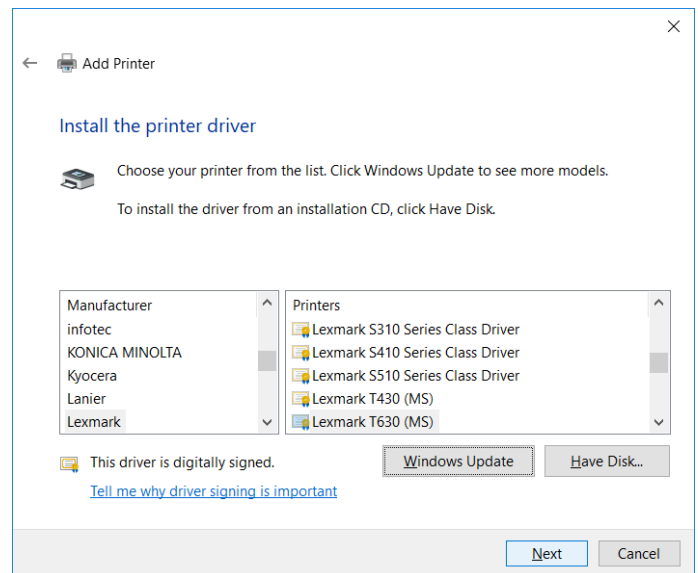 Add Printer
Install the printer driver
Choose your printer from the list. Click Windows Update to see more models.
To install the driver from an installation CD, click Have Disk.
Manufacturer
infotec
KONICA MINOLTA
Kyocera
Lanier
Lexmark
Printers
Lexmark S310 Series Class Driver
Lexmark S410 Series Class Driver
Lexmark S510 Series Class Driver
Lexmark T430 (MS)
Lexmark T630 (MS)
This driver is digitally signed.
Tell me why driver signing is important
Windows Update
Have Disk...
Next
Cancel